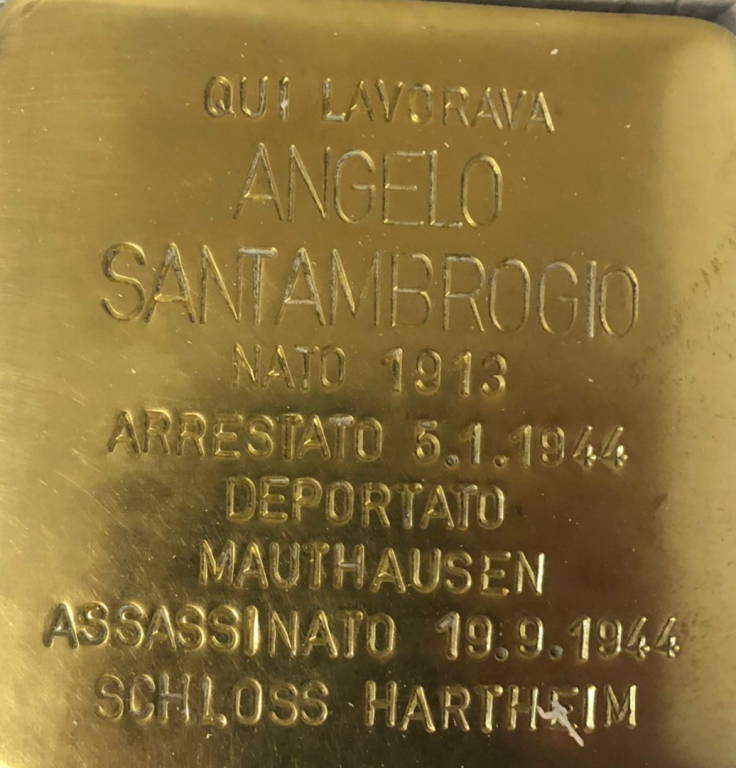 QUI LAVORAVA
ANGELO
SANTAMBROGIO
NATO 1913
ARRESTATO 5.1.1944
DEPORTATO
MAUTHAUSEN
ASSASSINATO 19.9.1944
SCHLOSS HARTHEIM